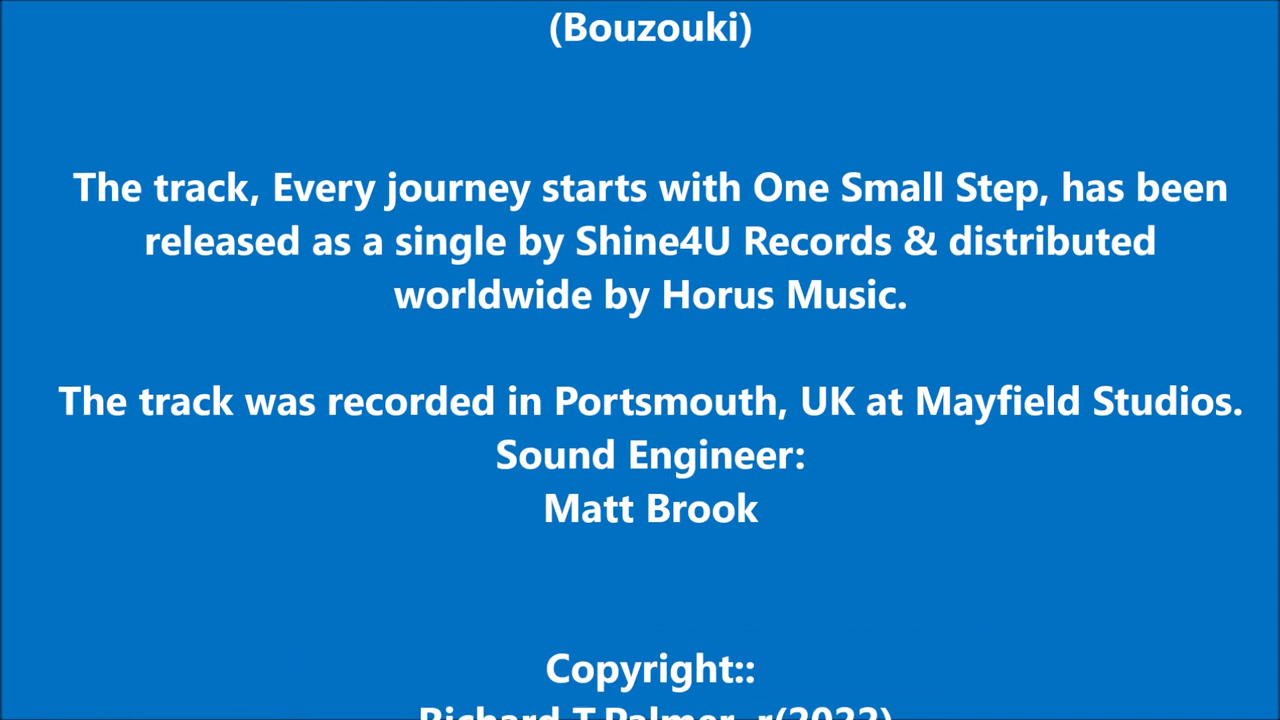 (Bouzouki)
The track, Every journey starts with One Small Step, has been
released as a single by Shine4U Records & distributed
worldwide by Horus Music.
The track was recorded in Portsmouth, UK at Mayfield Studios.
Sound Engineer:
Matt Brook
Copyright::
Richard T Palmer